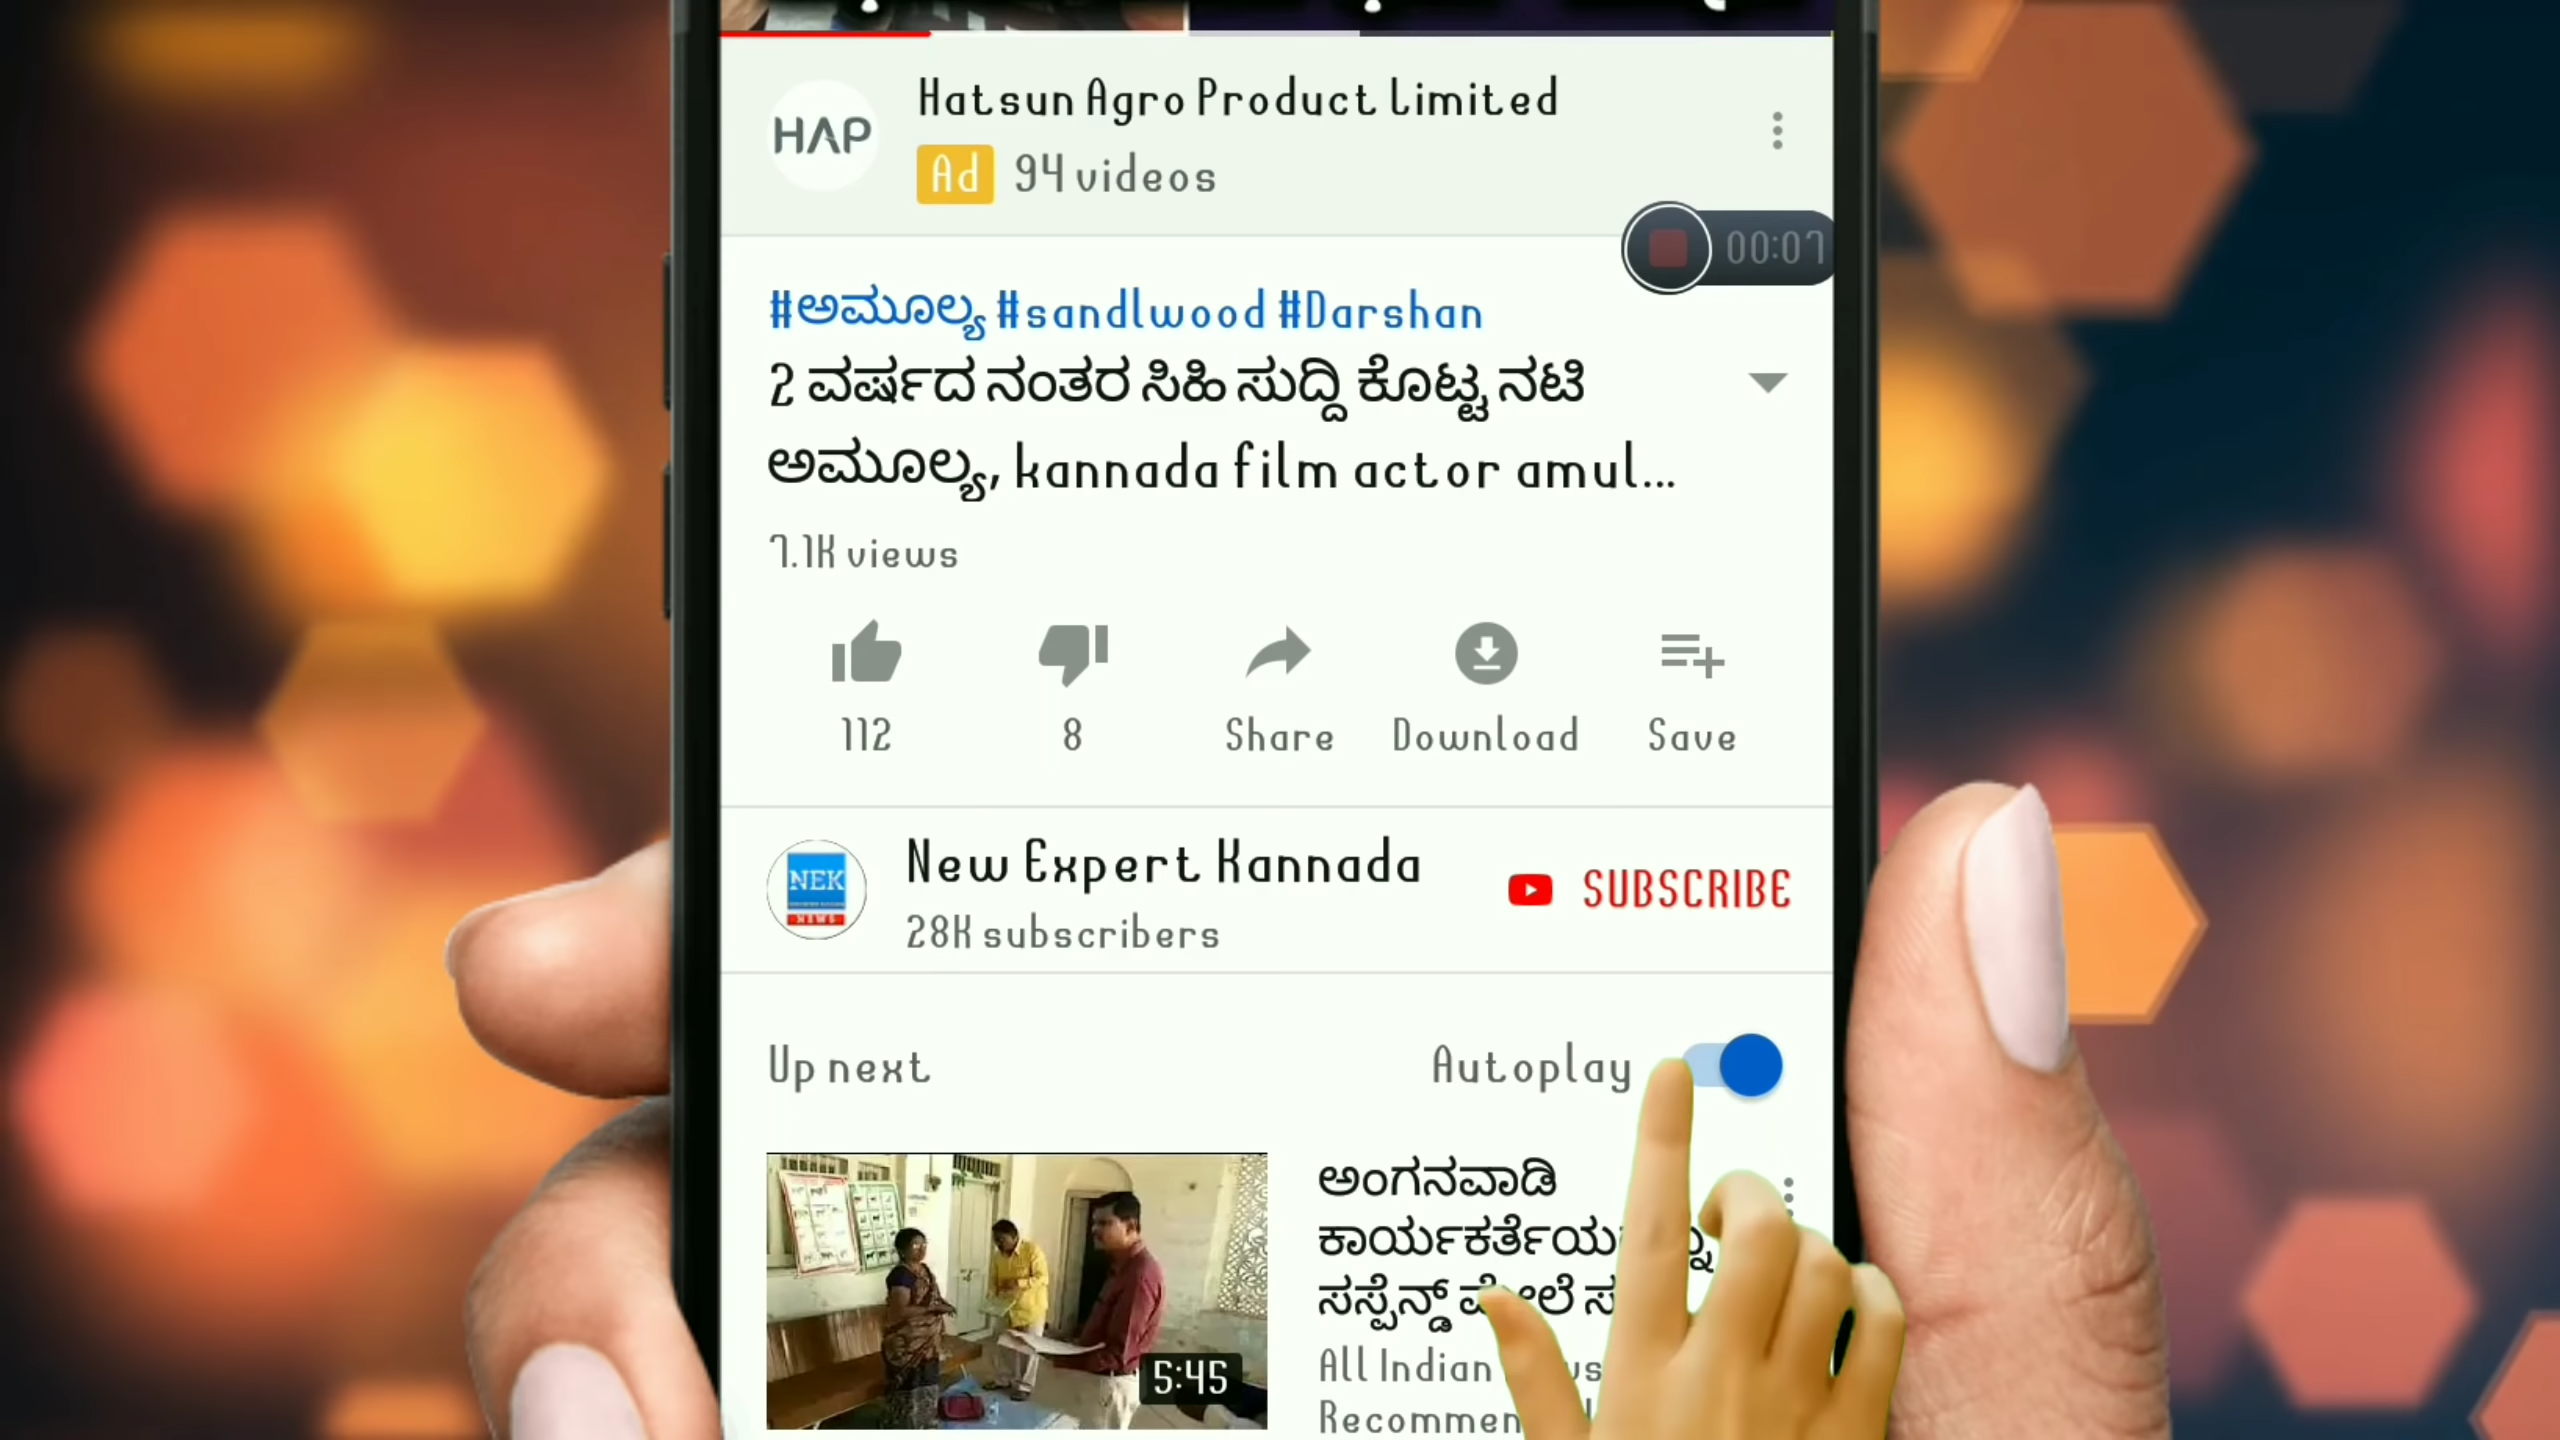 HAP
Hatsun Agro Product Limited
Ad 94 videos
00:07
#ಅಮೂಲ್ಯ #sandlwood #Darshan
2 ವರ್ಷದ ನಂತರ ಸಿಹಿ ಸುದ್ದಿ ಕೊಟ್ಟ ನಟಿ
ಅಮೂಲ್ಯ, kannada film actor amul...
7.1K views
112
8
Share
Download
Save
NEK
NEWS
New Expert Kannada
28K subscribers
SUBSCRIBE
Up next
Autoplay
5:45
ಅಂಗನವಾಡಿ
ಸಸ್ಪೆನ್ಡ್
All Indian